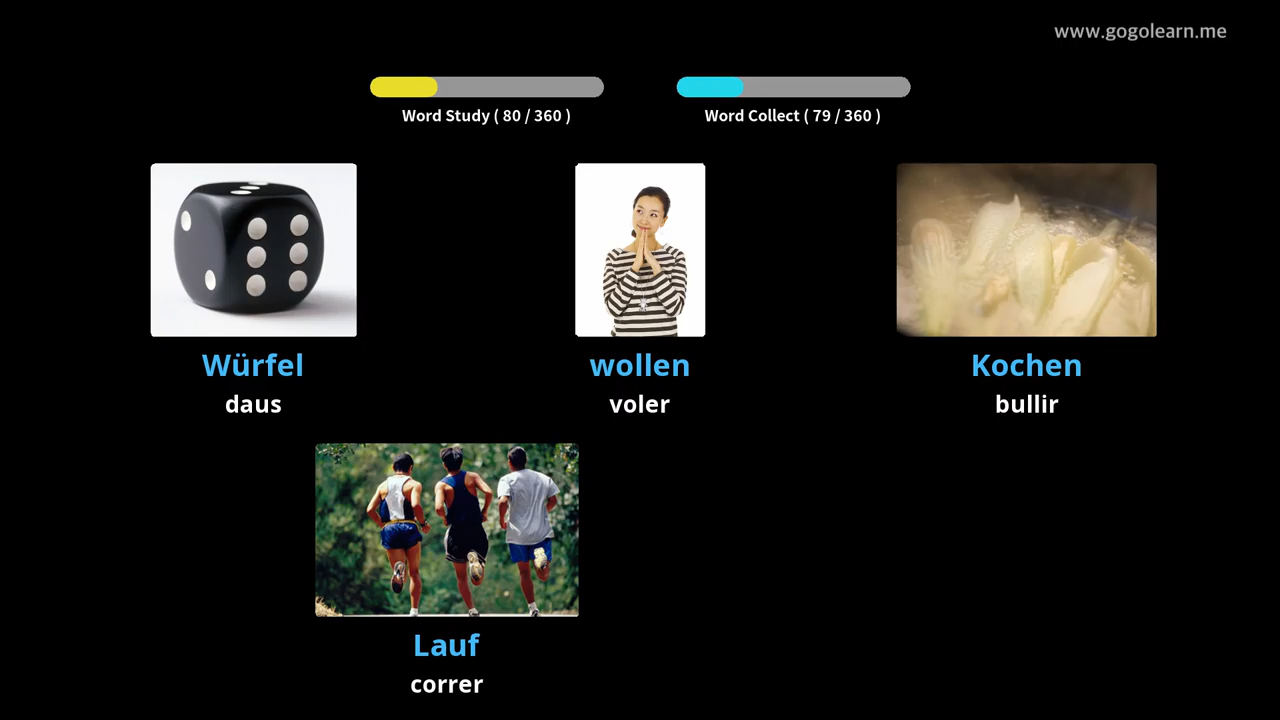 www.gogolearn.me
Word Study ( 80 / 360 )
Word Collect ( 79 / 360 )
Würfel
daus
wollen
voler
Kochen
bullir
Lauf
correr